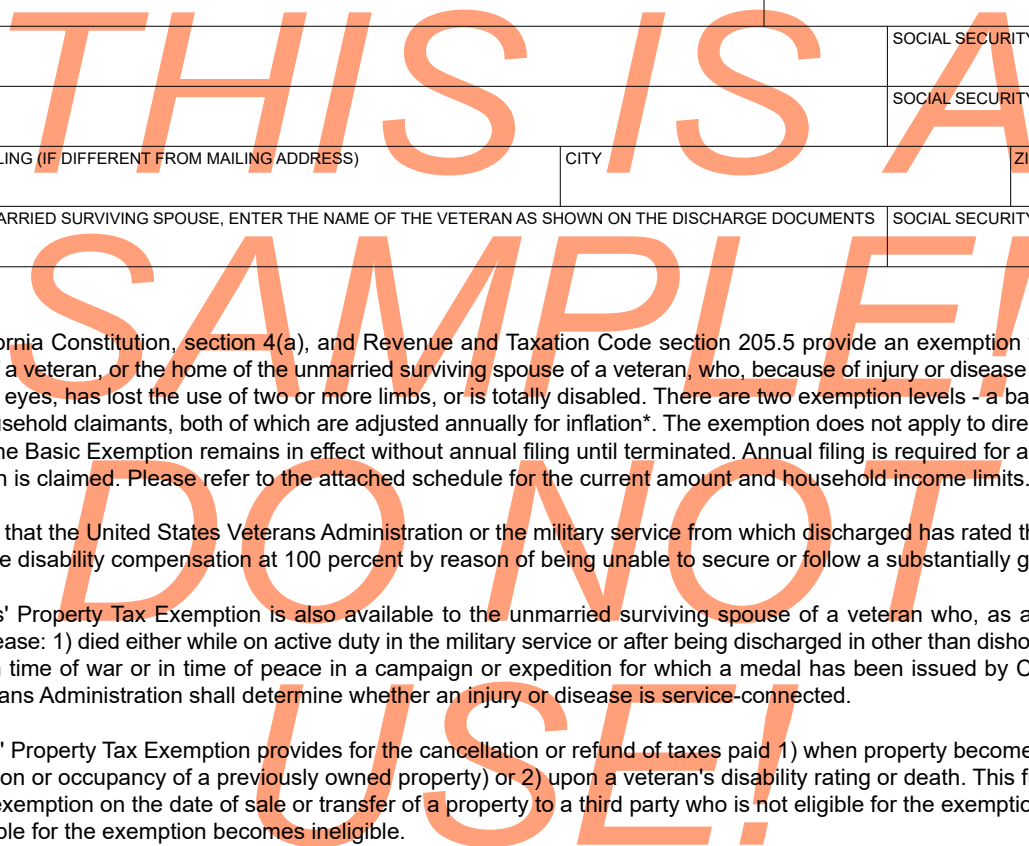 SOCIAL SECURITY
SOCIAL SECURITY
LING (IF DIFFERENT FROM MAILING ADDRESS) CITY ZI
ARRIED SURVIVING SPOUSE, ENTER THE NAME OF THE VETERAN AS SHOWN ON THE DISCHARGE DOCUMENTS SOCIAL SECURITY
THIS IS A
SAMPLE!
DO NOT
USE!
ornia Constitution, section 4(a), and Revenue and Taxation Code section 205.5 provide an exemption
a veteran, or the home of the unmarried surviving spouse of a veteran, who, because of injury or disease
eyes, has lost the use of two or more limbs, or is totally disabled. There are two exemption levels - a ba
usehold claimants, both of which are adjusted annually for inflation*. The exemption does not apply to dire
ne Basic Exemption remains in effect without annual filing until terminated. Annual filing is required for a
n is claimed. Please refer to the attached schedule for the current amount and household income limits.
that the United States Veterans Administration or the military service from which discharged has rated th
e disability compensation at 100 percent by reason of being unable to secure or follow a substantially g
s' Property Tax Exemption is also available to the unmarried surviving spouse of a veteran who, as a
ease: 1) died either while on active duty in the military service or after being discharged in other than disho
n time of war or in time of peace in a campaign or expedition for which a medal has been issued by C
ans Administration shall determine whether an injury or disease is service-connected.
' Property Tax Exemption provides for the cancellation or refund of taxes paid 1) when property become
on or occupancy of a previously owned property) or 2) upon a veteran's disability rating or death. This f
exemption on the date of sale or transfer of a property to a third party who is not eligible for the exemptio
ble for the exemption becomes ineligible.